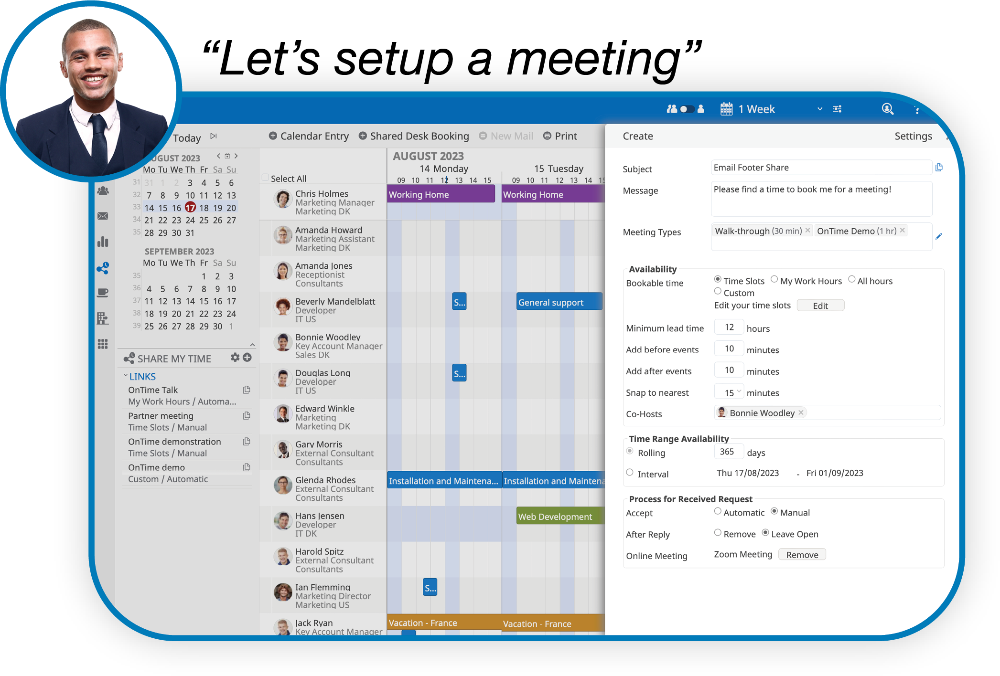 “Let’s setup a meeting”
1 Week
Today
Calendar Entry Shared Desk Booking New Mail Print
AUGUST 2023
Mo Tu We Th Fr Sa Su
31 31 1 2 3 4 5 6
32 7 8 9 10 11 12 13
33 14 15 16 17 18 19 20
34 21 22 23 24 25 26 27
35 28 29 30 31
SEPTEMBER 2023
Mo Tu We Th Fr Sa Su
35 1 2 3
36 4 5 6 7 8 9 10
37 11 12 13 14 15 16 17
38 18 19 20 21 22 23 24
39 25 26 27 28 29 30 1
SHARE MY TIME
LINKS
OnTime Talk
My Work Hours / Automa...
Partner meeting
Time Slots / Manual
OnTime demonstration
Time Slots / Manual
OnTime demo
Custom / Automatic
AUGUST 2023
14 Monday 15 Tuesday
Select All
09 10 11 12 13 14 15 09 10 11 12 13 14 15
Chris Holmes
Marketing Manager
Marketing DK
Working Home Working Home
Amanda Howard
Marketing Assistant
Marketing DK
Amanda Jones
Receptionist
Consultants
Beverly Mandelblatt
Developer
IT US
S... General support
Bonnie Woodley
Key Account Manager
Sales DK
Douglas Long
Developer
IT US
S...
Edward Winkle
Marketing
Marketing DK
Gary Morris
External Consultant
Consultants
Glenda Rhodes
External Consultant
Consultants
Installation and Maintena... Installation and Maintena
Hans Jensen
Developer
IT DK
Web Development
Harold Spitz
External Consultant
Consultants
Ian Flemming
Marketing Director
Marketing US
S...
Jack Ryan
Key Account Manager
Vacation - France Vacation - France
Create Settings
Subject Email Footer Share
Message Please find a time to book me for a meeting!
Meeting Types Walk-through (30 min) OnTime Demo (1 hr)
Availability
Bookable time Time Slots My Work Hours All hours
Custom
Edit your time slots Edit
Minimum lead time 12 hours
Add before events 10 minutes
Add after events 10 minutes
Snap to nearest 15 minutes
Co-Hosts Bonnie Woodley
Time Range Availability
Rolling 365 days
Interval Thu 17/08/2023 - Fri 01/09/2023
Process for Received Request
Accept Automatic Manual
After Reply Remove Leave Open
Online Meeting Zoom Meeting Remove